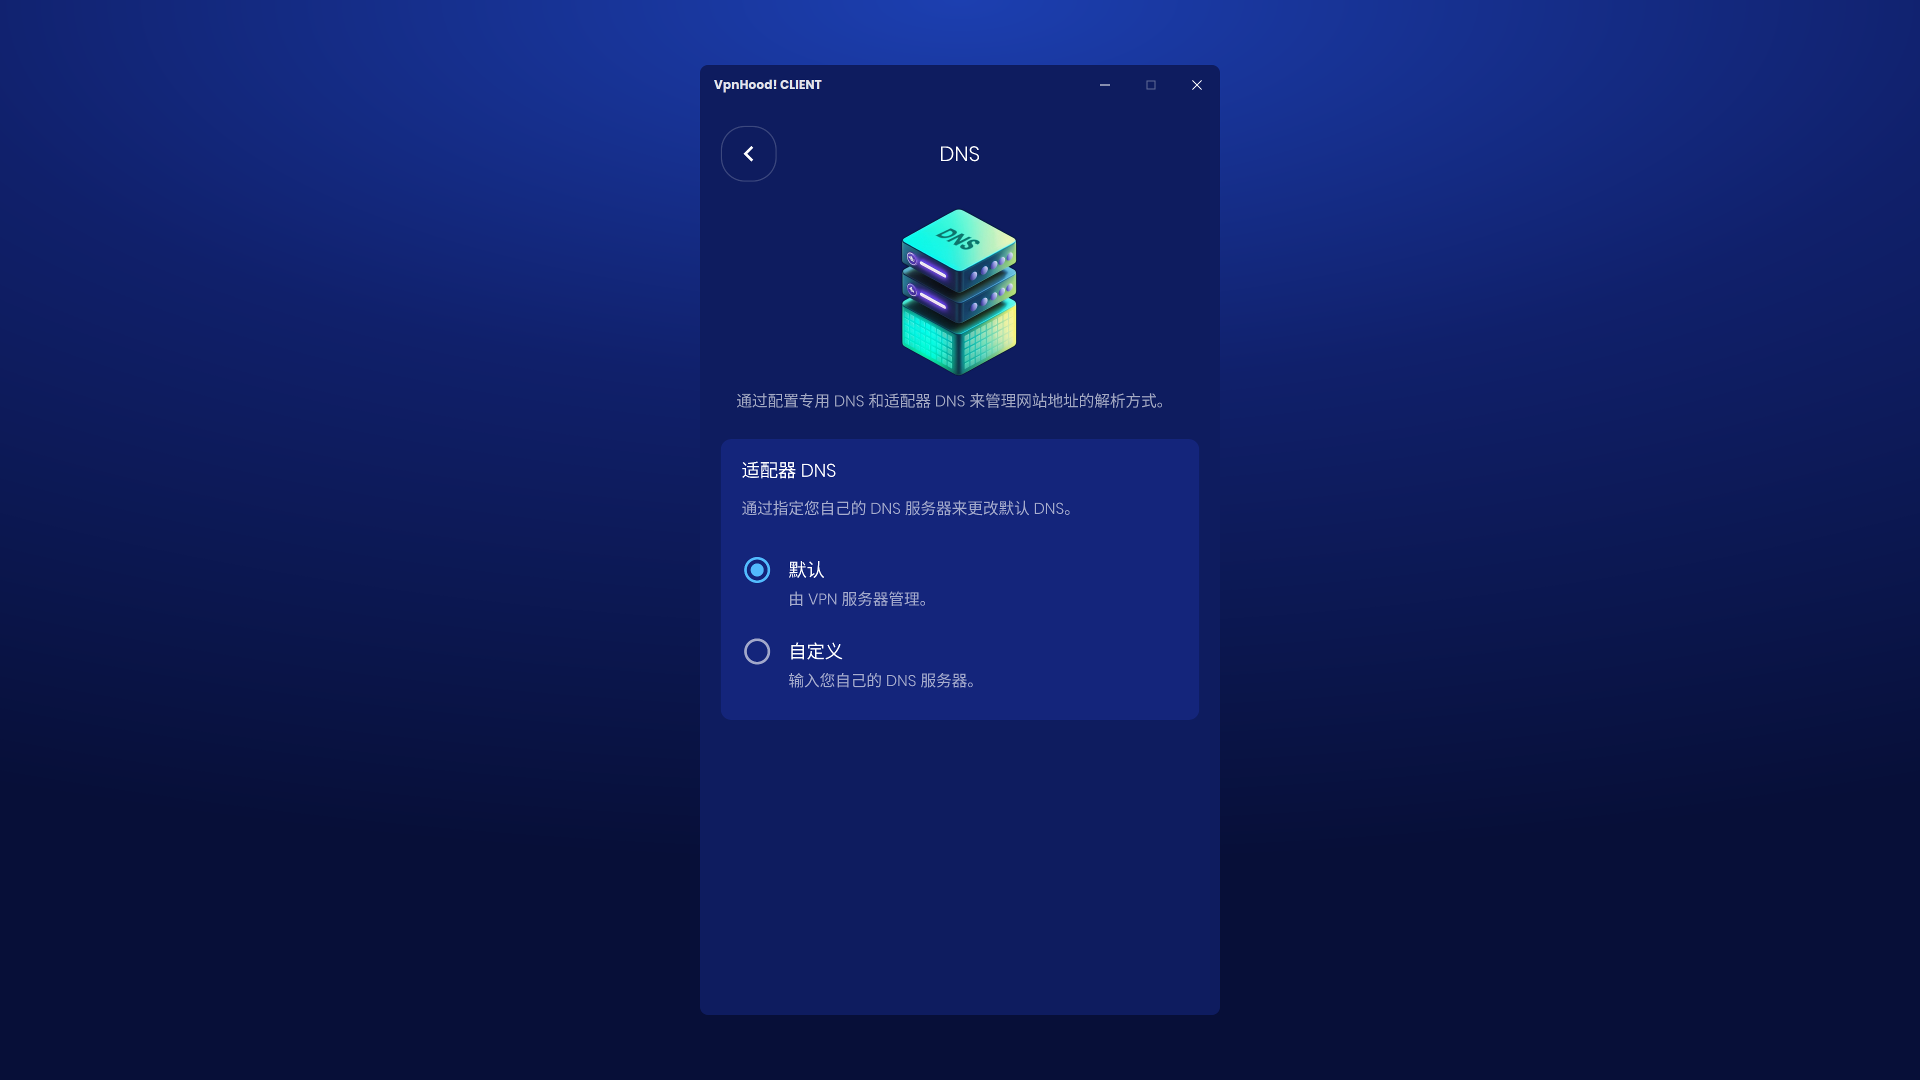 VpnHood! CLIENT
DNS
DNS
通过配置专用 DNS 和适配器 DNS 来管理网站地址的解析方式。
适配器 DNS
通过指定您自己的 DNS 服务器来更改默认 DNS。
默认
由 VPN 服务器管理。
自定义
输入您自己的 DNS 服务器。